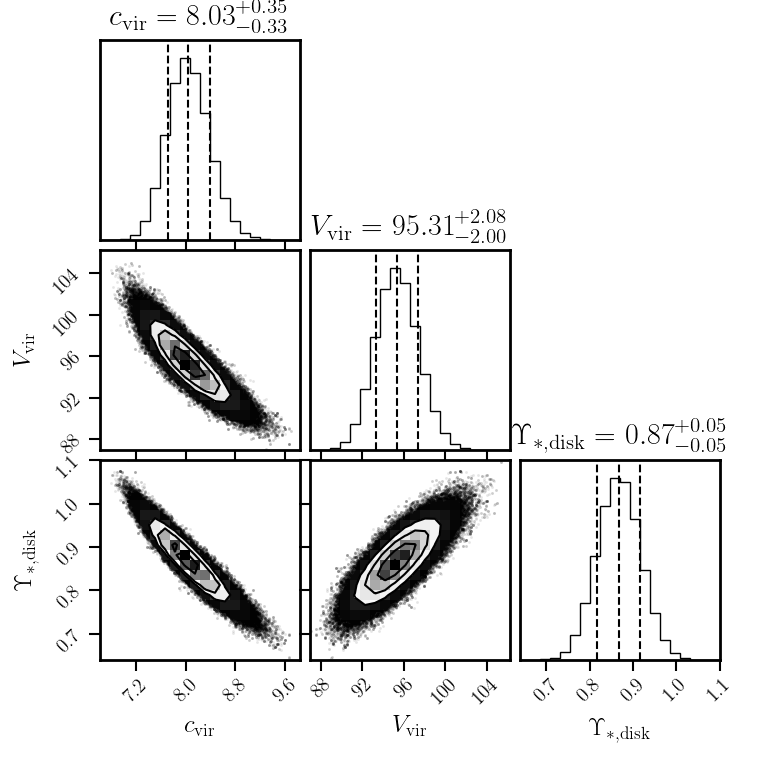 c_vir = 8.03 +0.35 −0.33
V_vir = 95.31 +2.08 −2.00
V_vir
104
100
96
92
88
Υ_*,disk = 0.87 +0.05 −0.05
Υ_*,disk
1.1
1.0
0.9
0.8
0.7
7.2 8.0 8.8 9.6 88 92 96 100 104 0.7 0.8 0.9 1.0 1.1
c_vir V_vir Υ_*,disk